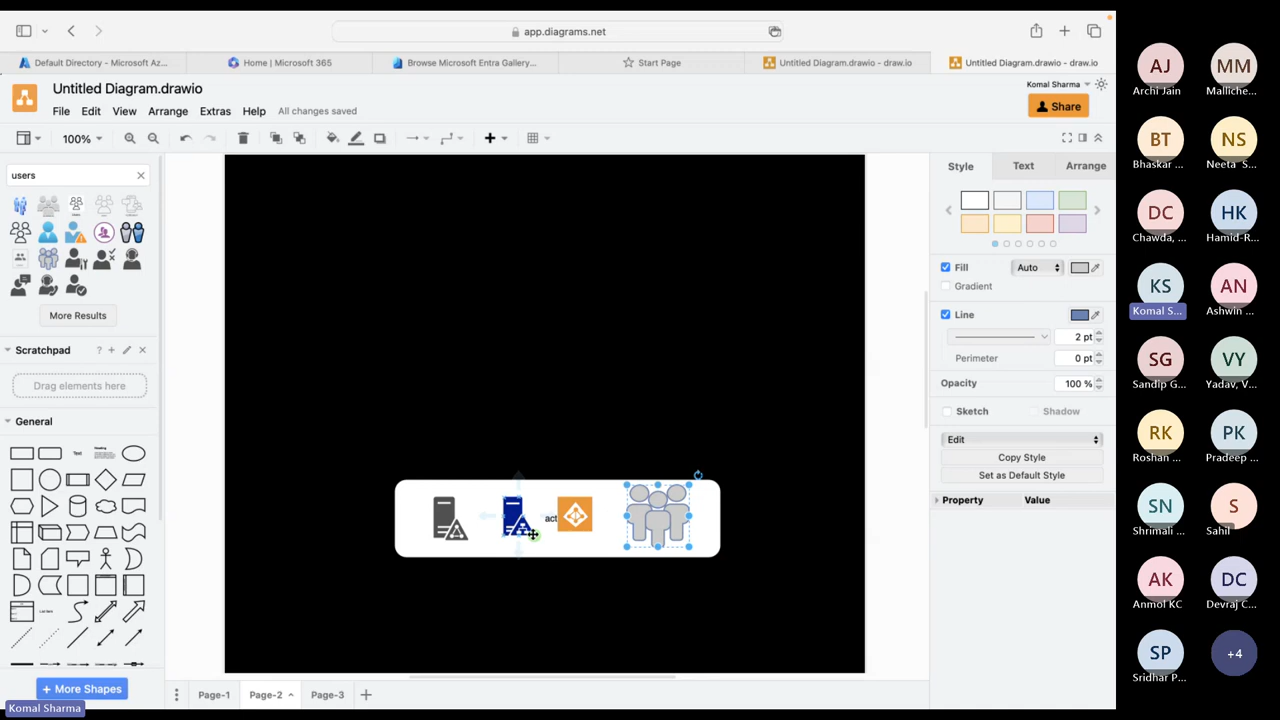 app.diagrams.net
Default Directory - Microsoft Az...
Home | Microsoft 365
Browse Microsoft Entra Gallery...
Start Page
Untitled Diagram.drawio - draw.io
Untitled Diagram.drawio - draw.io
Untitled Diagram.drawio
Komal Sharma
Share
File Edit View Arrange Extras Help All changes saved
100%
users
More Results
Scratchpad
Drag elements here
General
Text
Heading
List Item
+ More Shapes
Komal Sharma
act
Page-1
Page-2
Page-3
Style Text Arrange
Fill Auto
Gradient
Line
2 pt
Perimeter 0 pt
Opacity 100 %
Sketch Shadow
Edit
Copy Style
Set as Default Style
Property Value
AJ MM
Archi Jain Malliche...
BT NS
Bhaskar ... Neeta S...
DC HK
Chawda, ... Hamid-R...
KS AN
Komal S... Ashwin ...
SG VY
Sandip G... Yadav, V...
RK PK
Roshan ... Pradeep ...
SN S
Shrimali ... Sahil
AK DC
Anmol KC Devraj C...
SP +4
Sridhar P...